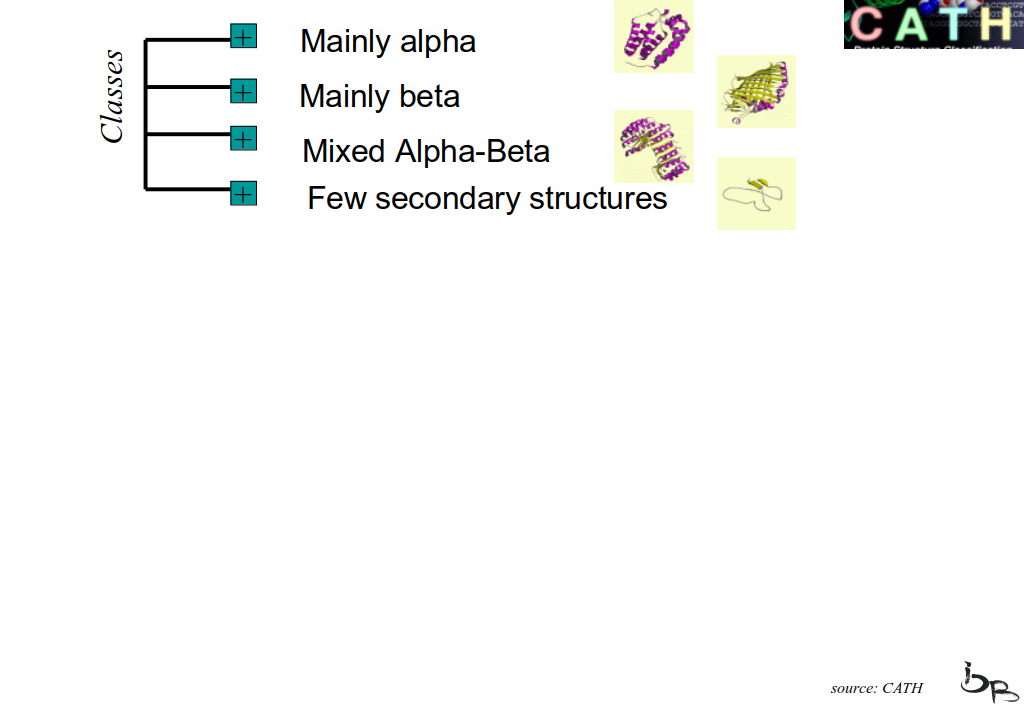 Classes
Mainly alpha
Mainly beta
Mixed Alpha-Beta
Few secondary structures
CATH
Protein Structure Classification
source: CATH